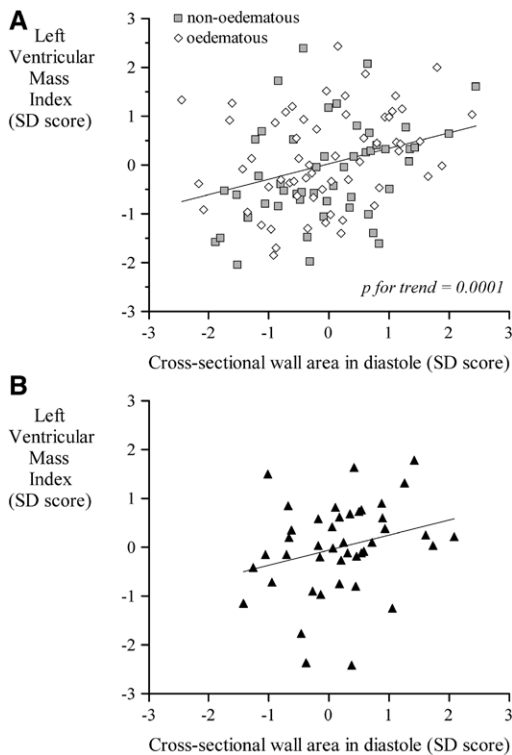 A
Left
Ventricular
Mass
Index
(SD score)
non-oedematous
oedematous
3
2
1
0
-1
-2
-3
p for trend = 0.0001
-3 -2 -1 0 1 2 3
Cross-sectional wall area in diastole (SD score)
B
Left
Ventricular
Mass
Index
(SD score)
3
2
1
0
-1
-2
-3
-3 -2 -1 0 1 2 3
Cross-sectional wall area in diastole (SD score)